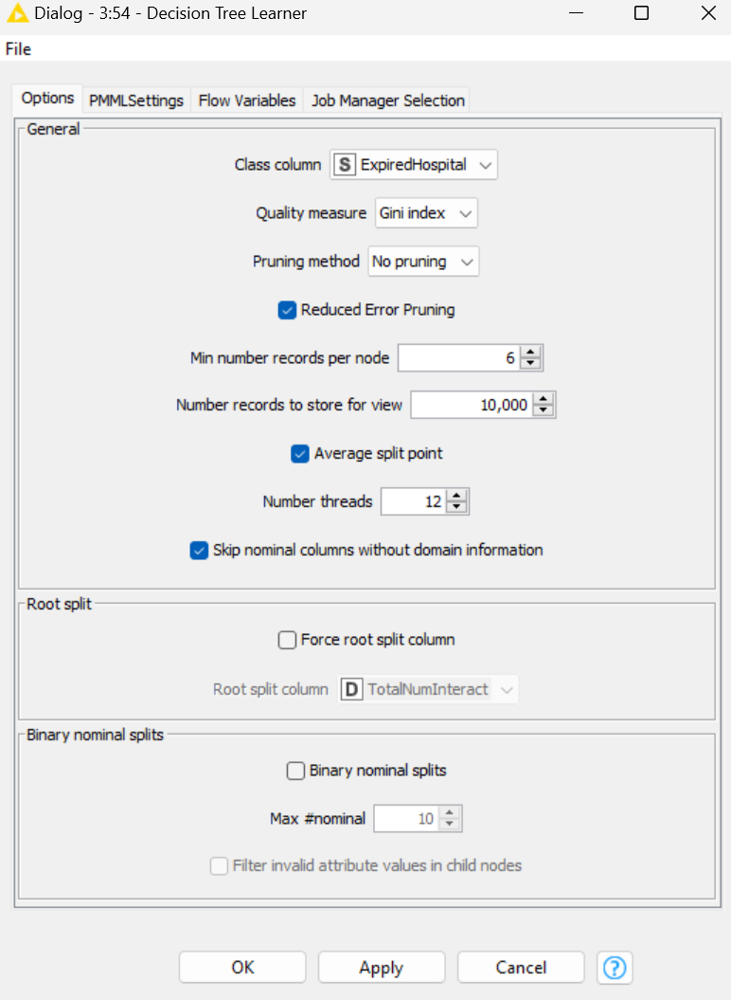 Dialog - 3:54 - Decision Tree Learner
File
Options PMMLSettings Flow Variables Job Manager Selection
General
Class column S ExpiredHospital
Quality measure Gini index
Pruning method No pruning
Reduced Error Pruning
Min number records per node 6
Number records to store for view 10,000
Average split point
Number threads 12
Skip nominal columns without domain information
Root split
Force root split column
Root split column D TotalNumInteract
Binary nominal splits
Binary nominal splits
Max #nominal 10
Filter invalid attribute values in child nodes
OK Apply Cancel ?